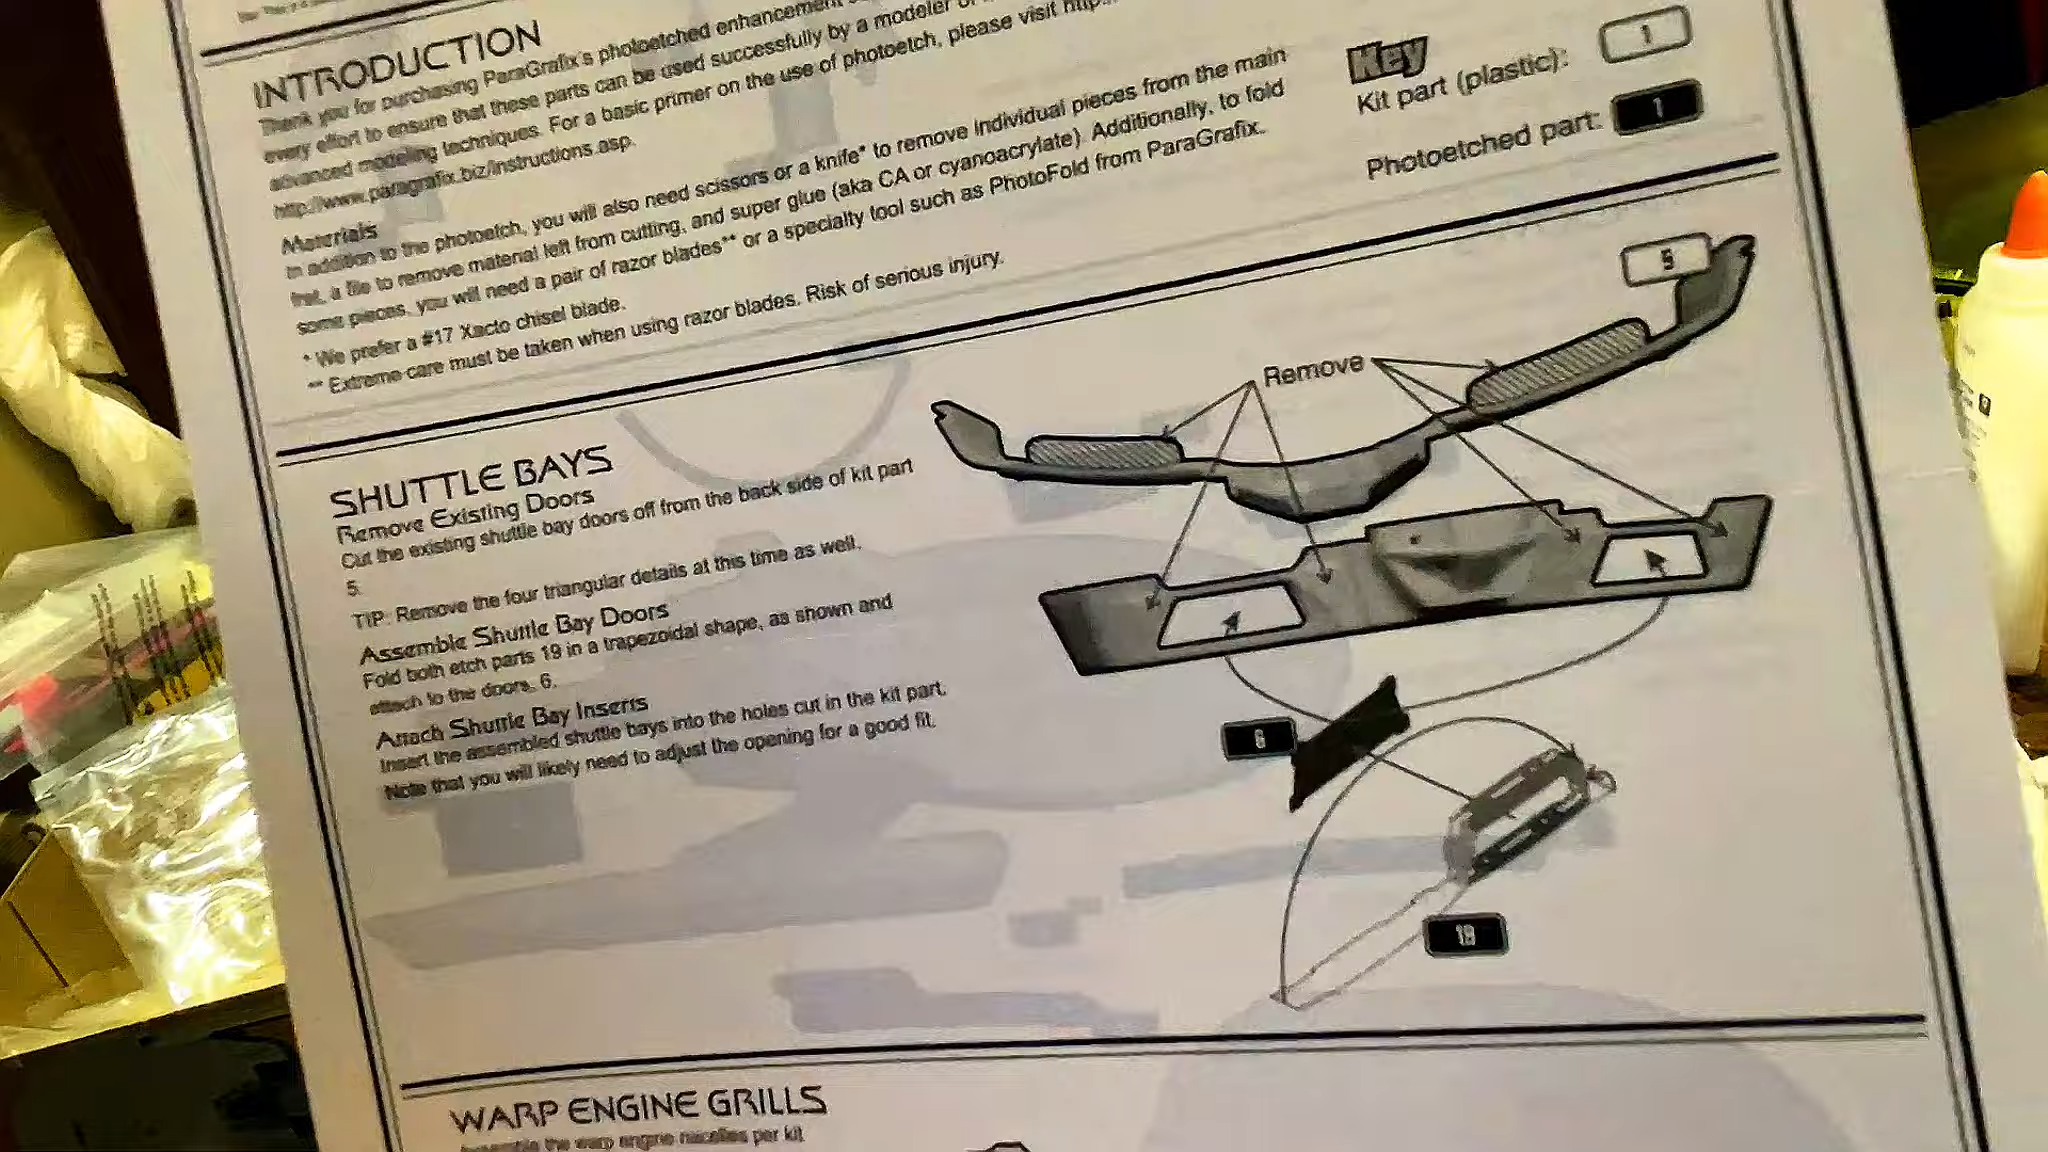 INTRODUCTION
Thank you for purchasing ParaGrafix's photoetched enhancement
every effort to ensure that these parts can be used successfully by a modeler
advanced modeling techniques. For a basic primer on the use of photoetch, please visit
http://www.paragrafix.biz/instructions.asp.
Materials
In addition to the photoetch, you will also need scissors or a knife* to remove individual pieces from the main
fret, a file to remove material left from cutting, and super glue (aka CA or cyanoacrylate). Additionally, to fold
some pieces, you will need a pair of razor blades** or a specialty tool such as PhotoFold from ParaGrafix.
* We prefer a #17 Xacto chisel blade.
** Extreme care must be taken when using razor blades. Risk of serious injury.
Key
Kit part (plastic): 1
Photoetched part: 1
SHUTTLE BAYS
Remove Existing Doors
Cut the existing shuttle bay doors off from the back side of kit part
5.
TIP: Remove the four triangular details at this time as well.
Assemble Shuttle Bay Doors
Fold both etch parts 19 in a trapezoidal shape, as shown and
attach to the doors, 6.
Attach Shuttle Bay Inserts
Insert the assembled shuttle bays into the holes cut in the kit part.
Note that you will likely need to adjust the opening for a good fit.
5
Remove
6
19
WARP ENGINE GRILLS
Assemble the warp engine nacelles per kit